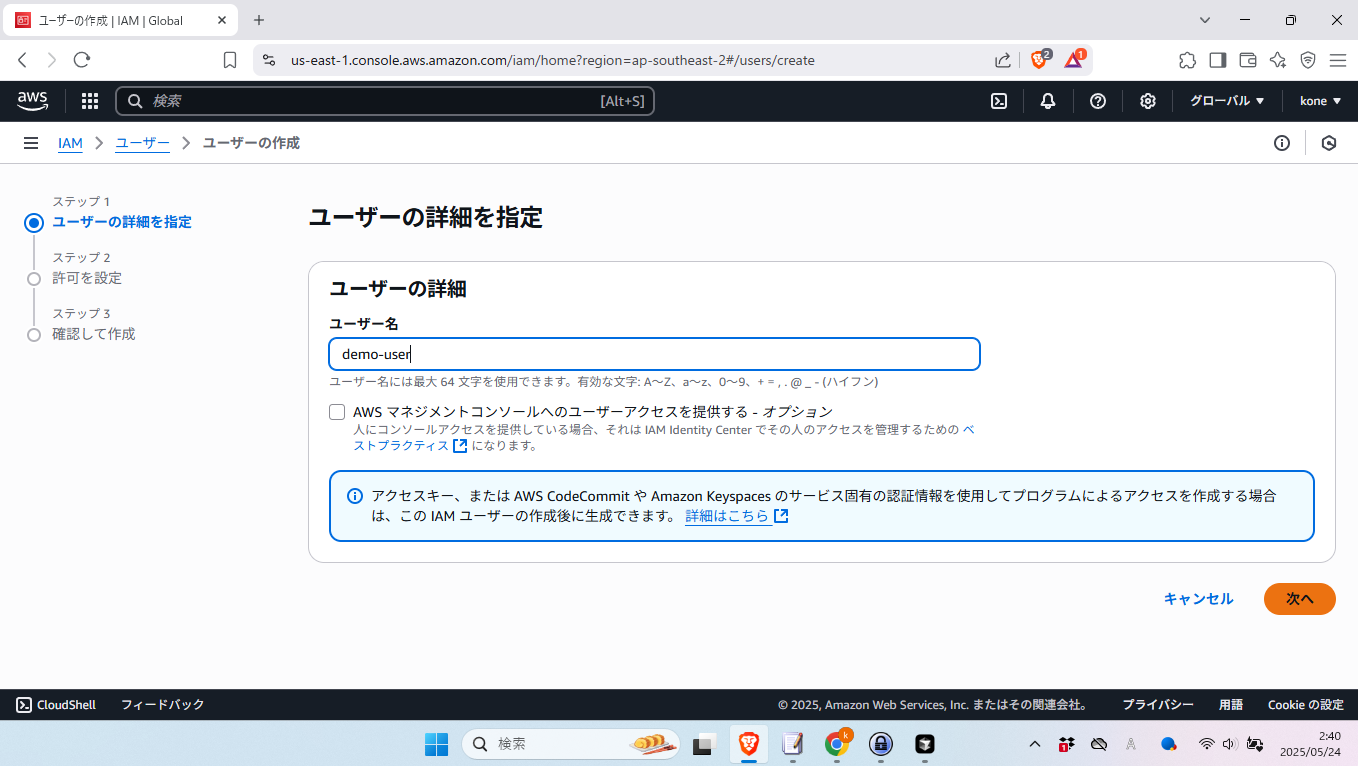 ユーザーの作成 | IAM | Global
us-east-1.console.aws.amazon.com/iam/home?region=ap-southeast-2#/users/create
2
1
aws
検索
[Alt+S]
グローバル
kone
IAM
ユーザー
ユーザーの作成
ステップ 1
ユーザーの詳細を指定
ステップ 2
許可を設定
ステップ 3
確認して作成
ユーザーの詳細を指定
ユーザーの詳細
ユーザー名
demo-user
ユーザー名には最大 64 文字を使用できます。有効な文字: A～Z、a～z、0～9、+ = , . @ _ - (ハイフン)
AWS マネジメントコンソールへのユーザーアクセスを提供する - オプション
人にコンソールアクセスを提供している場合、それは IAM Identity Center でその人のアクセスを管理するための ベ
ストプラクティス になります。
アクセスキー、または AWS CodeCommit や Amazon Keyspaces のサービス固有の認証情報を使用してプログラムによるアクセスを作成する場合
は、この IAM ユーザーの作成後に生成できます。 詳細はこちら
キャンセル
次へ
CloudShell
フィードバック
© 2025, Amazon Web Services, Inc. またはその関連会社。
プライバシー
用語
Cookie の設定
検索
k
1
A
2:40
2025/05/24